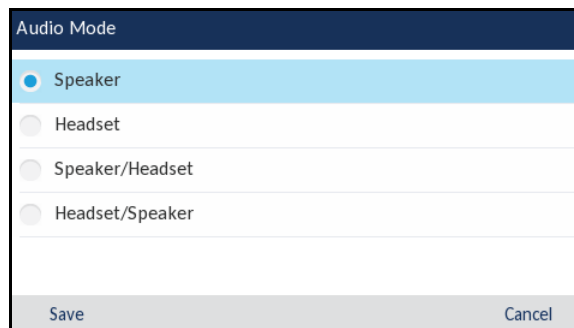 Audio Mode
Speaker
Headset
Speaker/Headset
Headset/Speaker
Save Cancel